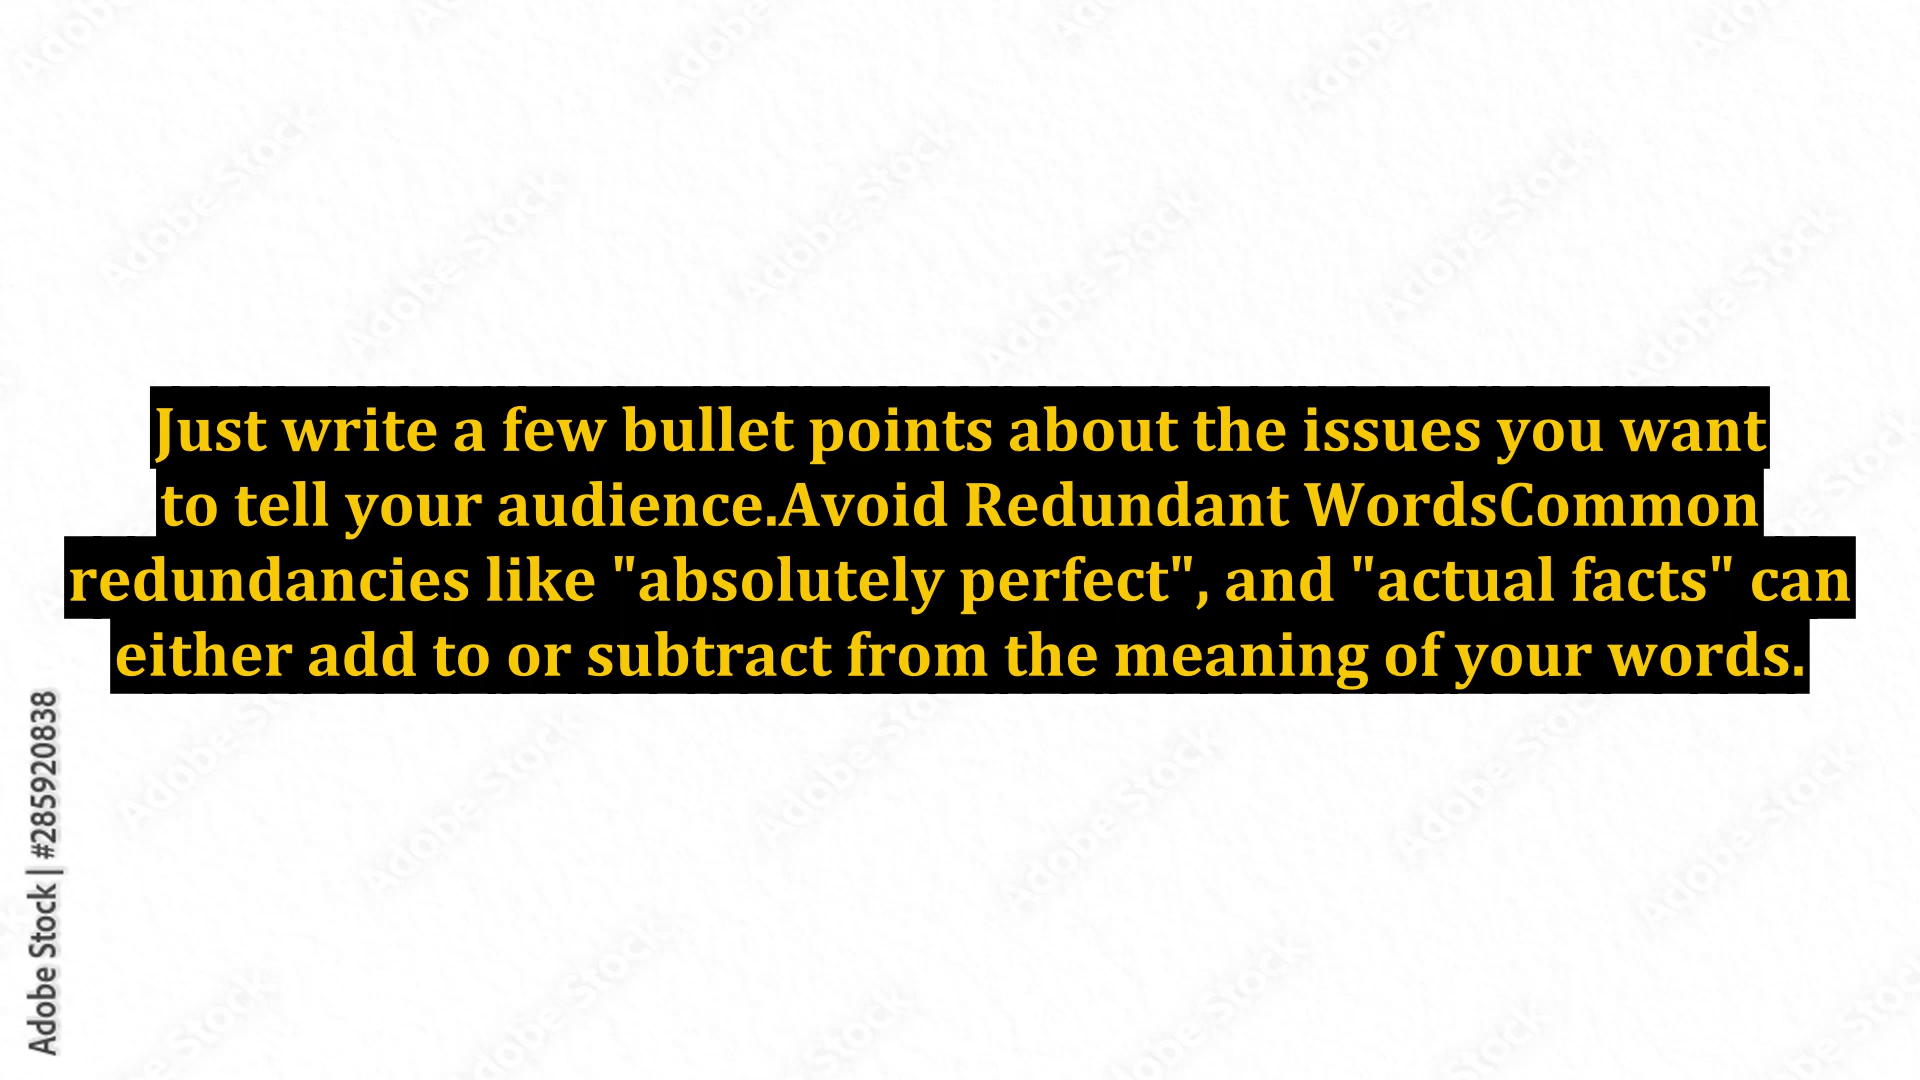 Just write a few bullet points about the issues you want
to tell your audience.Avoid Redundant WordsCommon
redundancies like "absolutely perfect", and "actual facts" can
either add to or subtract from the meaning of your words.
Adobe Stock | #285920838